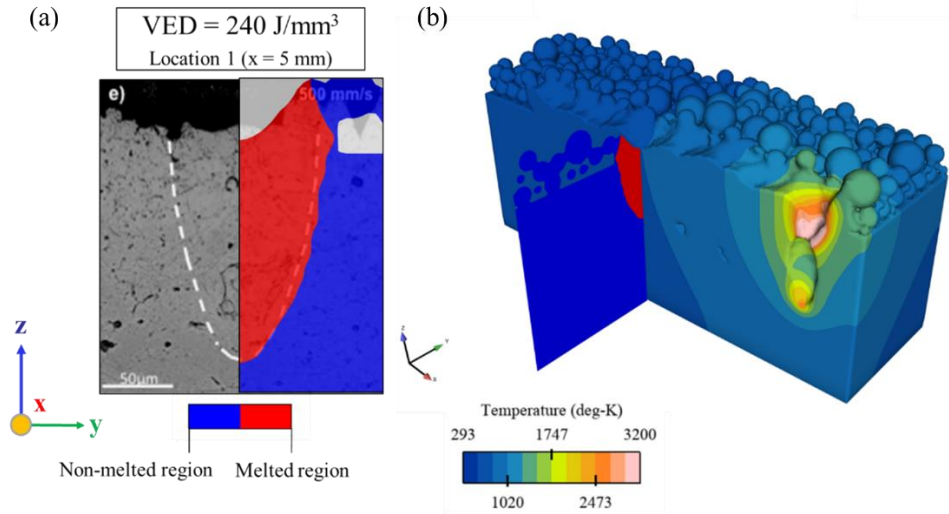 (a)
VED = 240 J/mm³
Location 1 (x = 5 mm)
e)
500 mm/s
50μm
z
x
y
Non-melted region
Melted region
(b)
Z
Y
X
Temperature (deg-K)
293 1747 3200
1020 2473